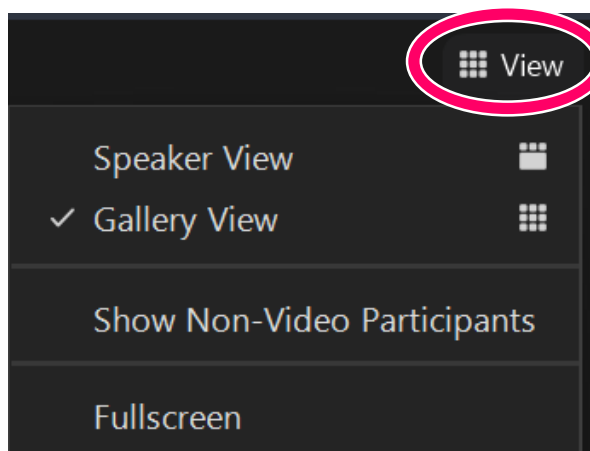 View
Speaker View
Gallery View
Show Non-Video Participants
Fullscreen